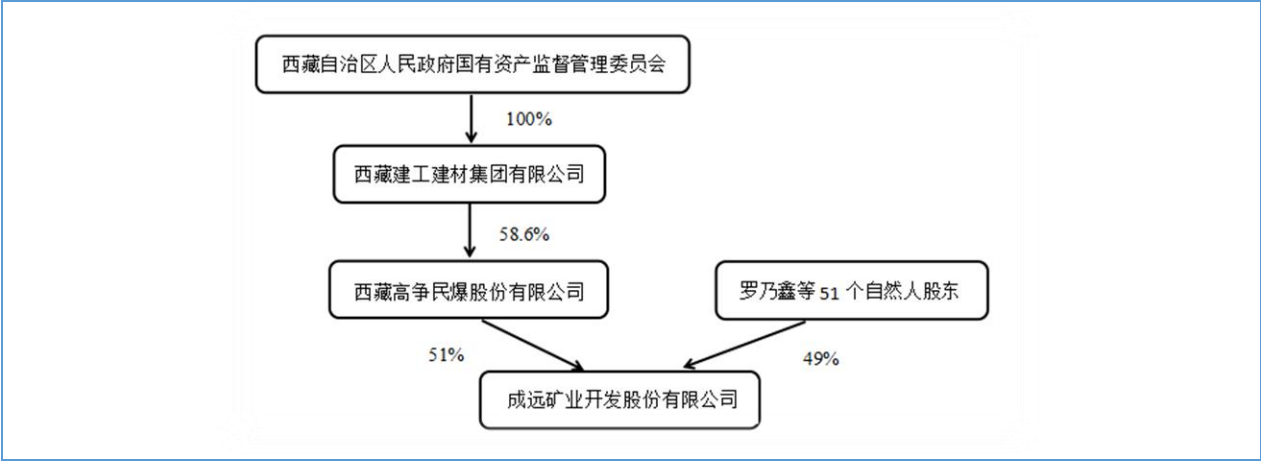 西藏自治区人民政府国有资产监督管理委员会
100%
西藏建工建材集团有限公司
58.6%
西藏高争民爆股份有限公司
罗乃鑫等 51 个自然人股东
51%
49%
成远矿业开发股份有限公司